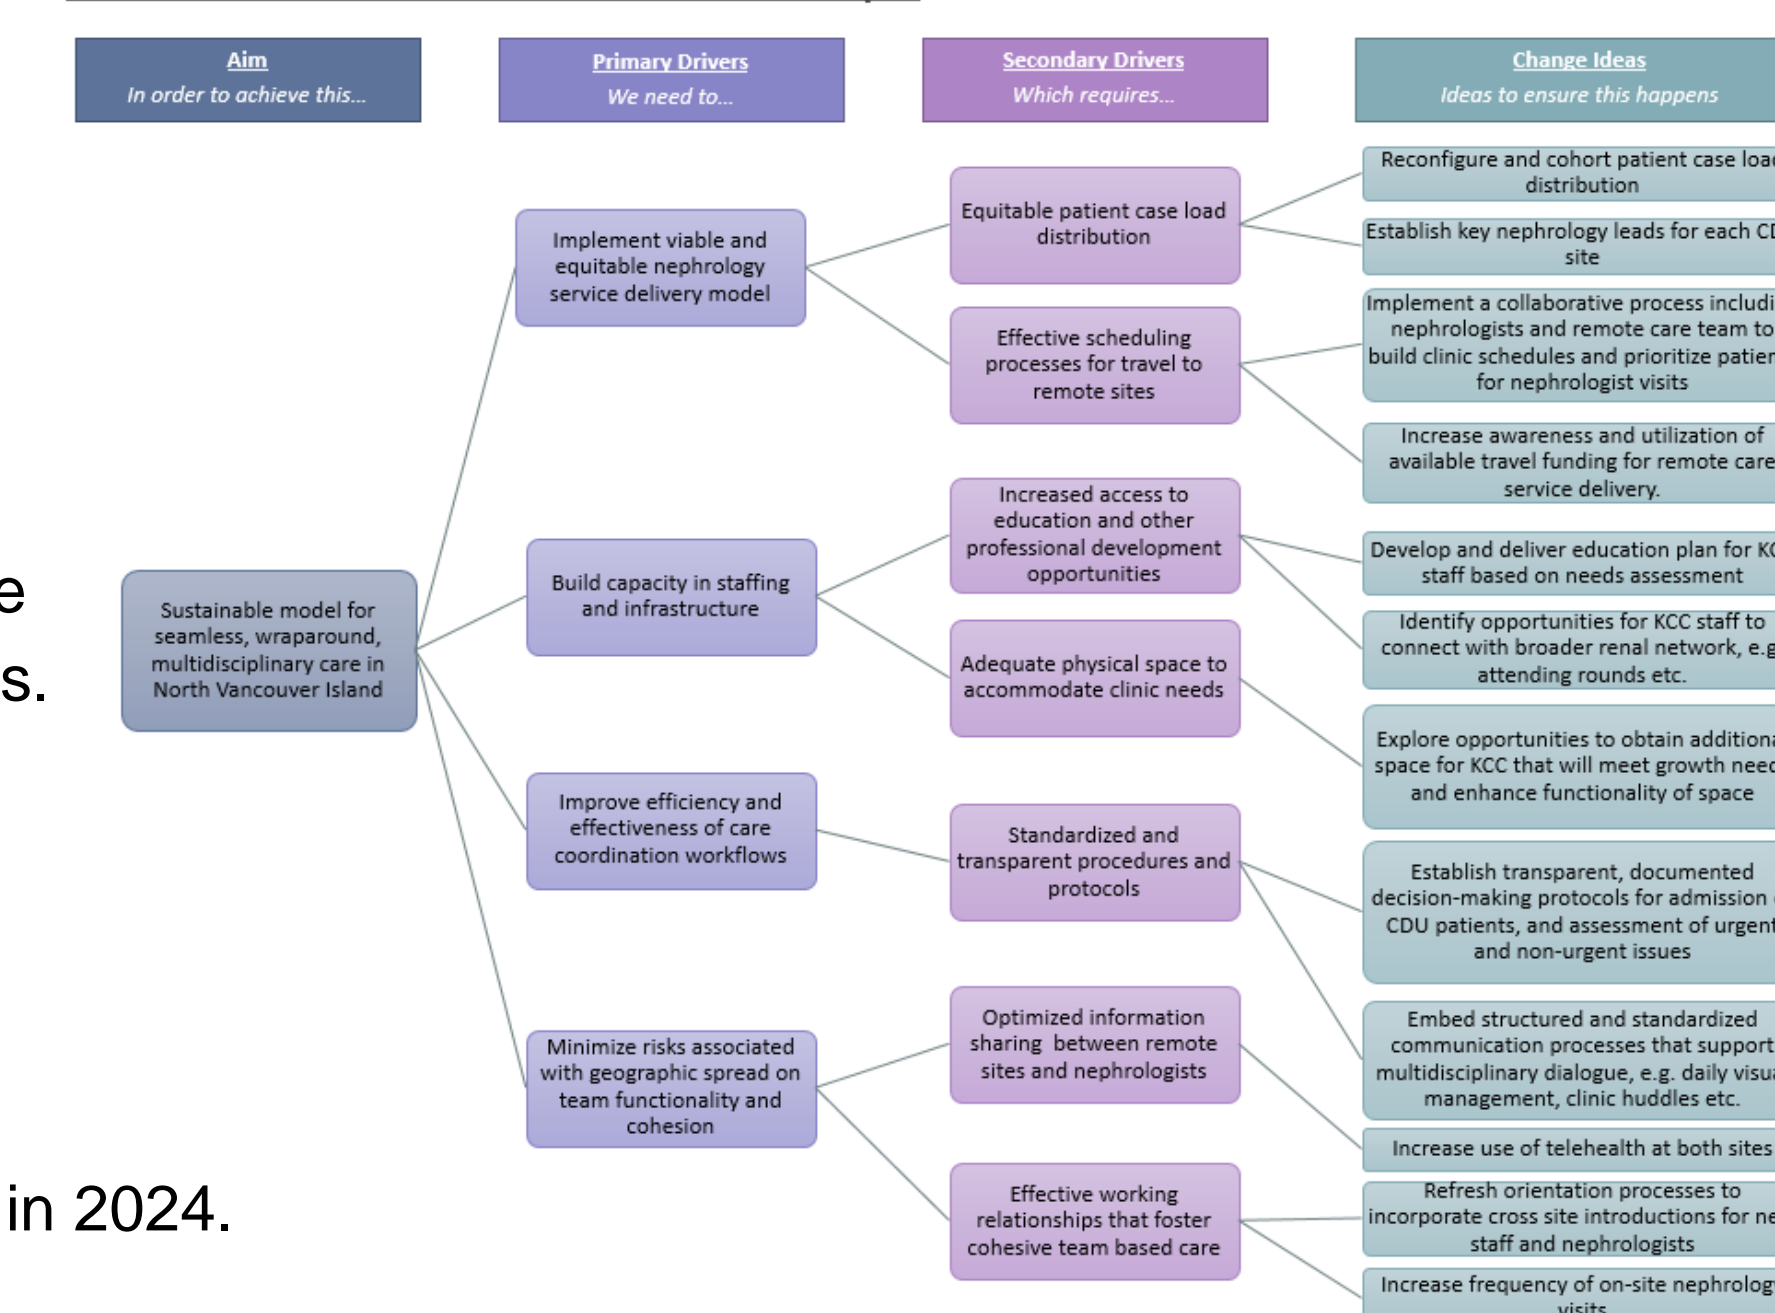 Aim
In order to achieve this...
Primary Drivers
We need to...
Secondary Drivers
Which requires...
Change Ideas
Ideas to ensure this happens
Sustainable model for
seamless, wraparound,
multidisciplinary care in
North Vancouver Island
Implement viable and
equitable nephrology
service delivery model
Build capacity in staffing
and infrastructure
Improve efficiency and
effectiveness of care
coordination workflows
Minimize risks associated
with geographic spread on
team functionality and
cohesion
Equitable patient case load
distribution
Effective scheduling
processes for travel to
remote sites
Increased access to
education and other
professional development
opportunities
Adequate physical space to
accommodate clinic needs
Standardized and
transparent procedures and
protocols
Optimized information
sharing between remote
sites and nephrologists
Effective working
relationships that foster
cohesive team based care
Reconfigure and cohort patient case
distribution
Establish key nephrology leads for each
site
Implement a collaborative process
nephrologists and remote care team to
build clinic schedules and prioritize
for nephrologist visits
Increase awareness and utilization of
available travel funding for remote care
service delivery.
Develop and deliver education plan for
staff based on needs assessment
Identify opportunities for KCC staff to
connect with broader renal network,
attending rounds etc.
Explore opportunities to obtain
space for KCC that will meet growth
and enhance functionality of space
Establish transparent, documented
decision-making protocols for admission
CDU patients, and assessment of urgent
and non-urgent issues
Embed structured and standardized
communication processes that support
multidisciplinary dialogue, e.g. daily
management, clinic huddles etc.
Increase use of telehealth at both sites
Refresh orientation processes to
incorporate cross site introductions for
staff and nephrologists
Increase frequency of on-site
visits
e
s.
in 2024.